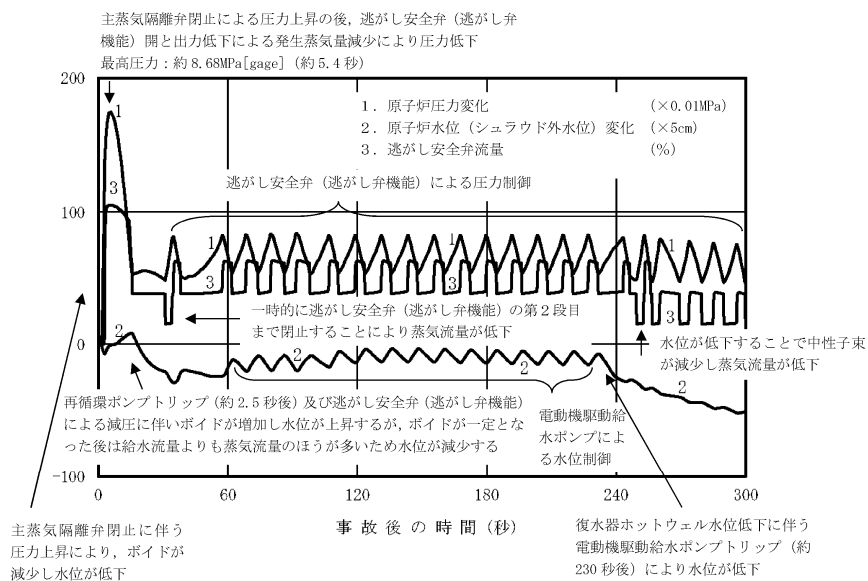 主蒸気隔離弁閉止による圧力上昇の後，逃がし安全弁（逃がし弁
機能）開と出力低下による発生蒸気量減少により圧力低下
最高圧力：約 8.68MPa[gage]（約 5.4 秒）
200
100
0
-100
1
3
2
1．原子炉圧力変化 (×0.01MPa)
2．原子炉水位（シュラウド外水位）変化 (×5cm)
3．逃がし安全弁流量 (%)
逃がし安全弁（逃がし弁機能）による圧力制御
1
1
1
3
3
3
一時的に逃がし安全弁（逃がし弁機能）の第２段目
まで閉止することにより蒸気流量が低下
水位が低下することで中性子束
が減少し蒸気流量が低下
2
2
2
再循環ポンプトリップ（約 2.5 秒後）及び逃がし安全弁（逃がし弁機能）
による減圧に伴いボイドが増加し水位が上昇するが，ボイドが一定とな
った後は給水流量よりも蒸気流量のほうが多いため水位が減少する
電動機駆動給
水ポンプによ
る水位制御
0
60
120
180
240
300
事 故 後 の 時 間（秒）
主蒸気隔離弁閉止に伴う
圧力上昇により，ボイドが
減少し水位が低下
復水器ホットウェル水位低下に伴う
電動機駆動給水ポンプトリップ（約
230 秒後）により水位が低下